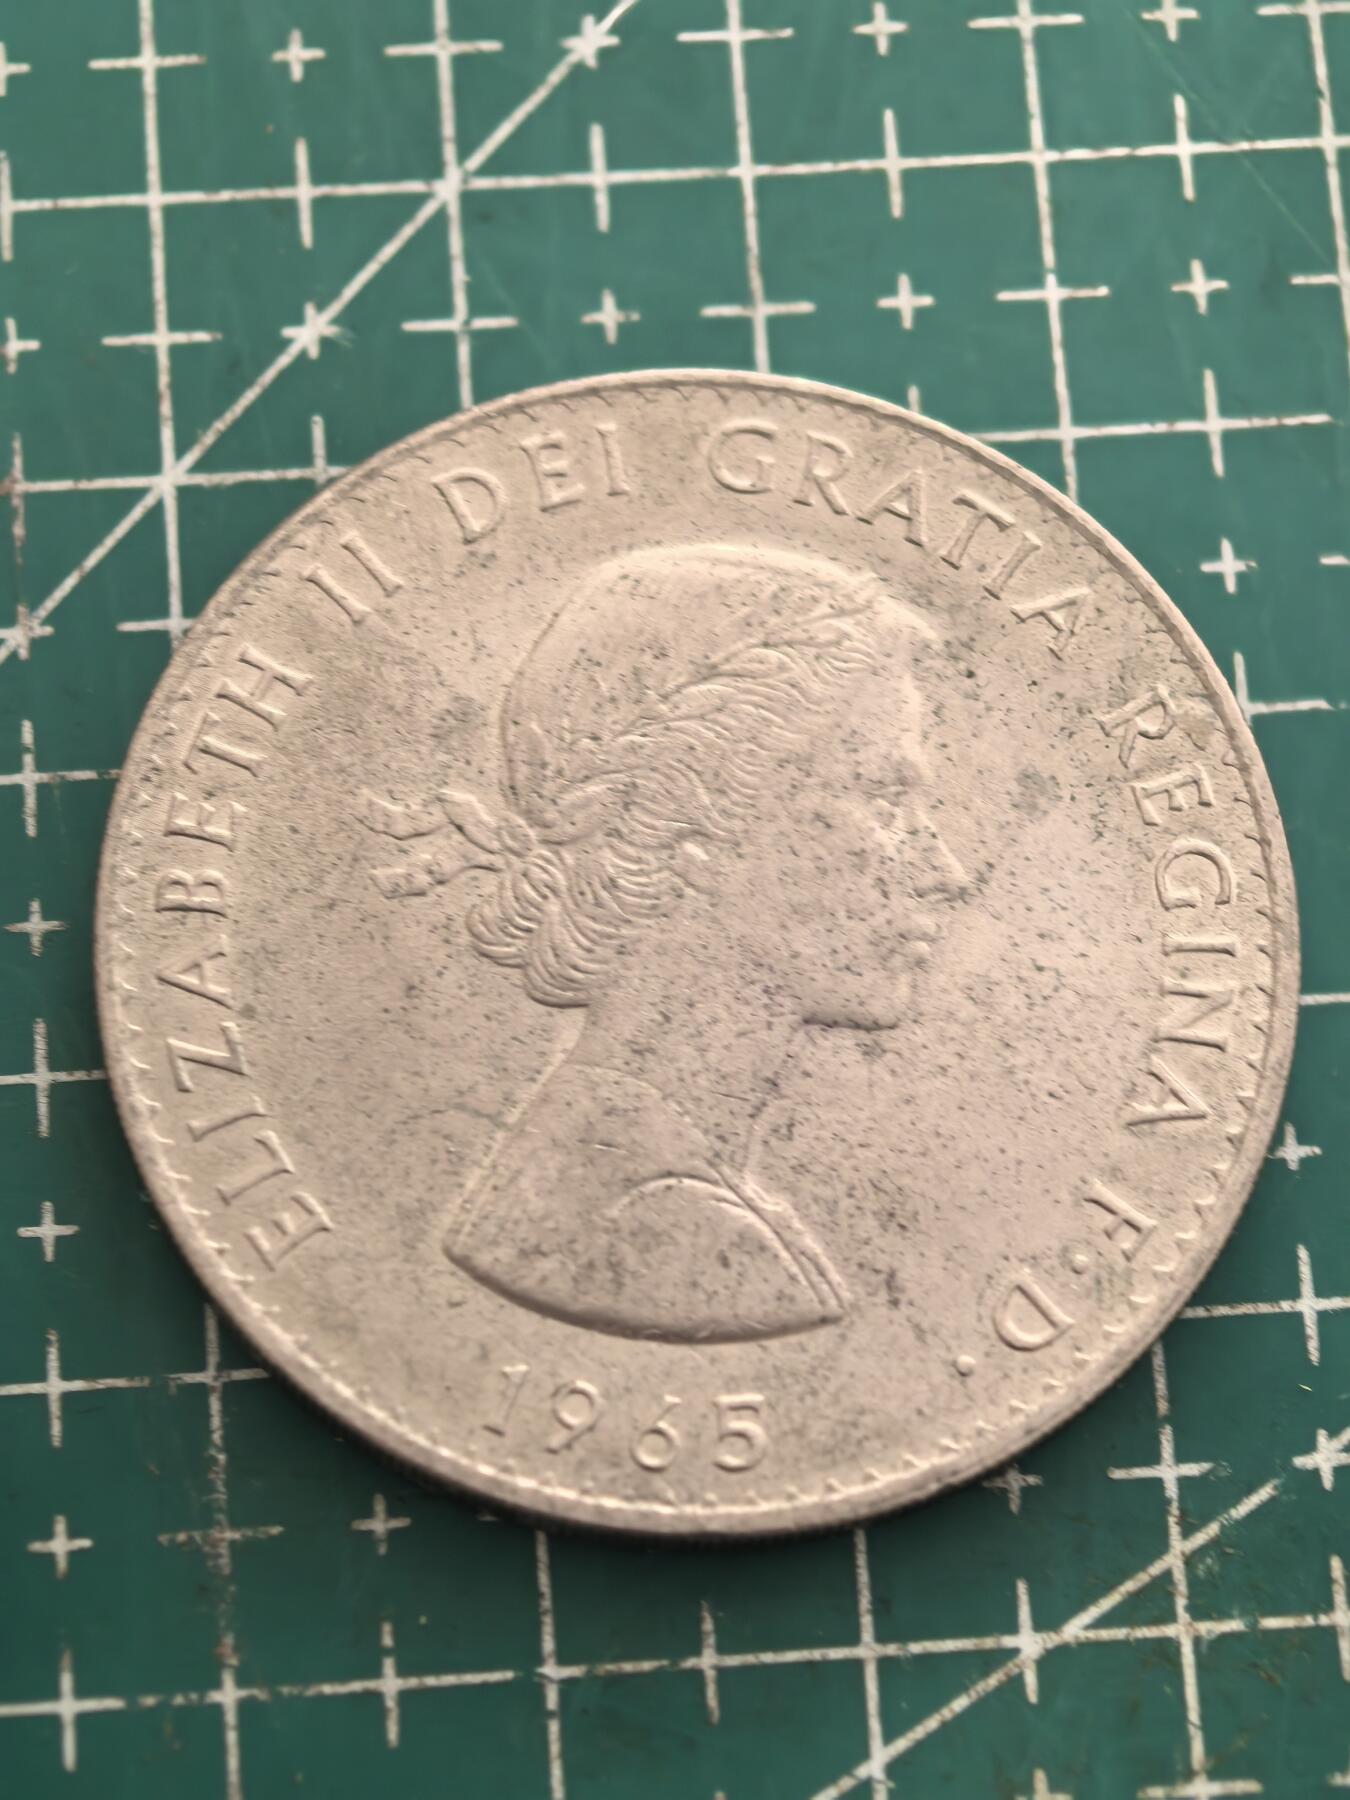 ELIZABETH II DEI GRATIA REGINA F·D·
1965